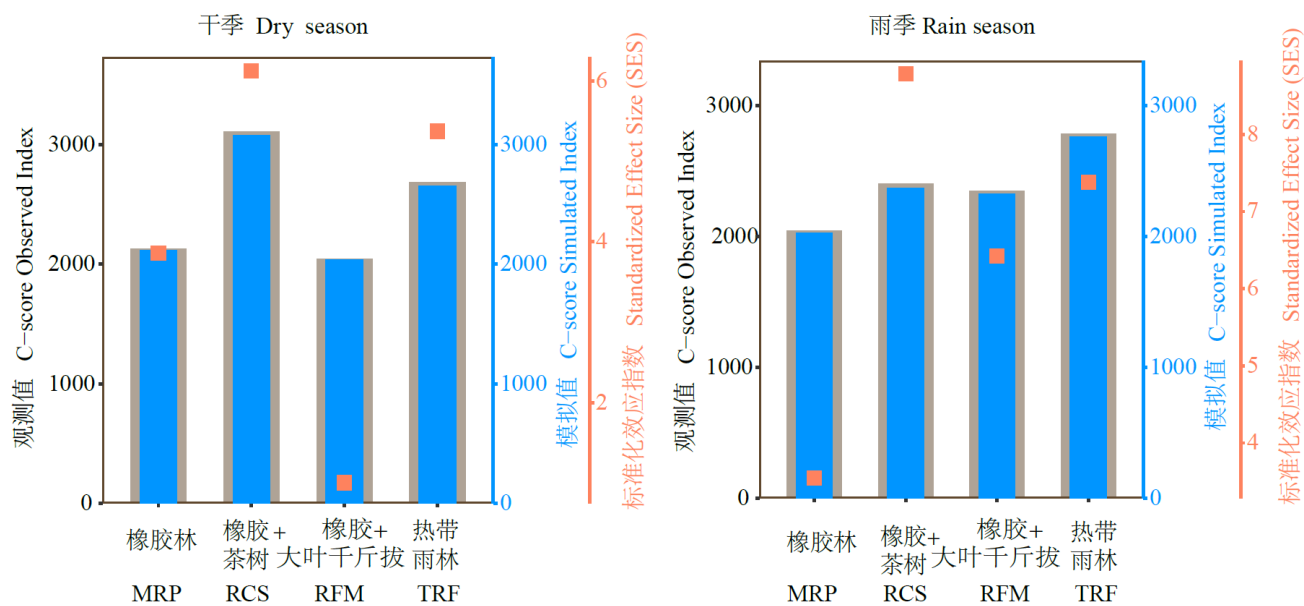 干季 Dry season
观测值 C−score Observed Index
3000
2000
1000
0
3000
2000
1000
0
模拟值 C−score Simulated Index
6
4
2
标准化效应指数 Standardized Effect Size (SES)
橡胶林
橡胶+
茶树
橡胶+
大叶千斤拔
热带
雨林
MRP RCS RFM TRF
雨季 Rain season
观测值 C−score Observed Index
3000
2000
1000
0
3000
2000
1000
0
模拟值 C−score Simulated Index
8
7
6
5
4
标准化效应指数 Standardized Effect Size (SES)
橡胶林
橡胶+
茶树
橡胶+
大叶千斤拔
热带
雨林
MRP RCS RFM TRF